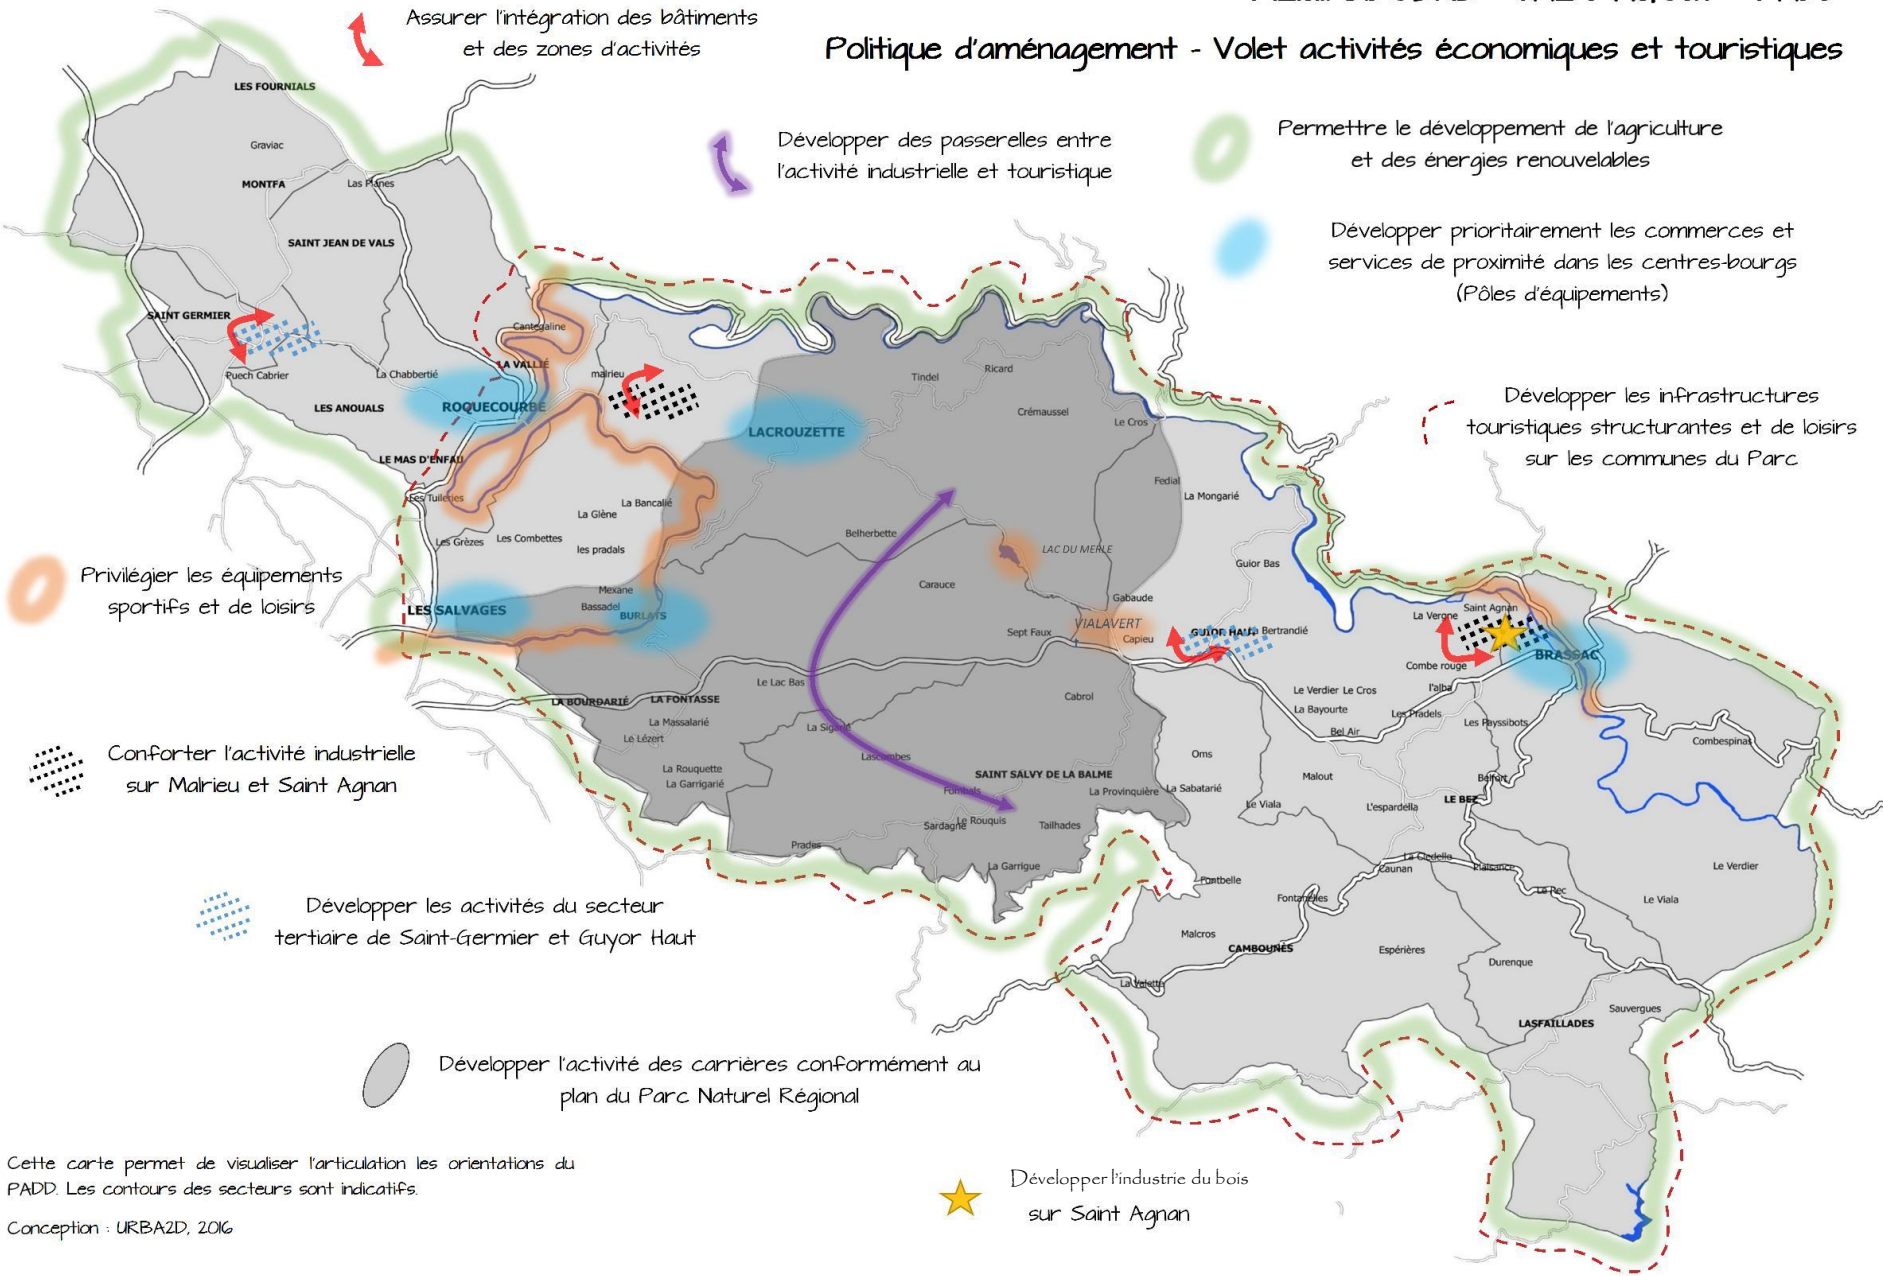 Assurer l'intégration des bâtiments
et des zones d'activités
Politique d'aménagement - Volet activités économiques et touristiques
Développer des passerelles entre
l'activité industrielle et touristique
Permettre le développement de l'agriculture
et des énergies renouvelables
Développer prioritairement les commerces et
services de proximité dans les centres-bourgs
(Pôles d'équipements)
Développer les infrastructures
touristiques structurantes et de loisirs
sur les communes du Parc
Privilégier les équipements
sportifs et de loisirs
Conforter l'activité industrielle
sur Malrieu et Saint Agnan
Développer les activités du secteur
tertiaire de Saint-Germier et Guyor Haut
Développer l'activité des carrières conformément au
plan du Parc Naturel Régional
Développer l'industrie du bois
sur Saint Agnan
Cette carte permet de visualiser l'articulation les orientations du
PADD. Les contours des secteurs sont indicatifs.
Conception : URBA2D, 2016
LES FOURNIALS
Graviac
MONTFA
Las Planes
SAINT JEAN DE VALS
SAINT GERMIER
Puech Cabrier
La Chabbertié
LES ANOUALS
Cantegaline
LA VALLIÉ
malrieu
ROQUECOURBE
LACROUZETTE
LE MAS D'ENFAU
Les Tuileries
La Bancalié
La Glène
Les Grèzes
Les Combettes
les pradals
Mexane
LES SALVAGES
Bassadel
BURLATS
Tindel
Ricard
Crémaussel
Le Cros
Fedial
La Mongarié
Belherbette
LAC DU MERLE
Carauce
Guior Bas
Gabaude
VIALAVERT
Sept Faux
Capieu
GUIOR HAUT
Bertrandié
La Vergne
Saint Agnan
BRASSAC
Combe rouge
Le Lac Bas
LA BOURDARIÉ
LA FONTASSE
La Massalarié
Le Lézert
La Rouquette
La Garrigarié
Cabrol
Le Verdier
Le Cros
l'alba
La Bayourte
Les Pradels
Les Payssibots
Bel Air
Combespinas
Lascombes
Oms
SAINT SALVY DE LA BALME
Malout
Belfort
La Provinquière
La Sabatarié
Fombals
Le Viala
L'espardella
LE BEZ
Sardagne
Le Rouquis
Tailhades
Prades
La Garrigue
Caunan
Plaisance
Le Verdier
Fontbelle
Le Rec
Le Viala
Malcros
CAMBOUNÈS
Espérières
Durenque
Sauvergues
LASFAILLADES